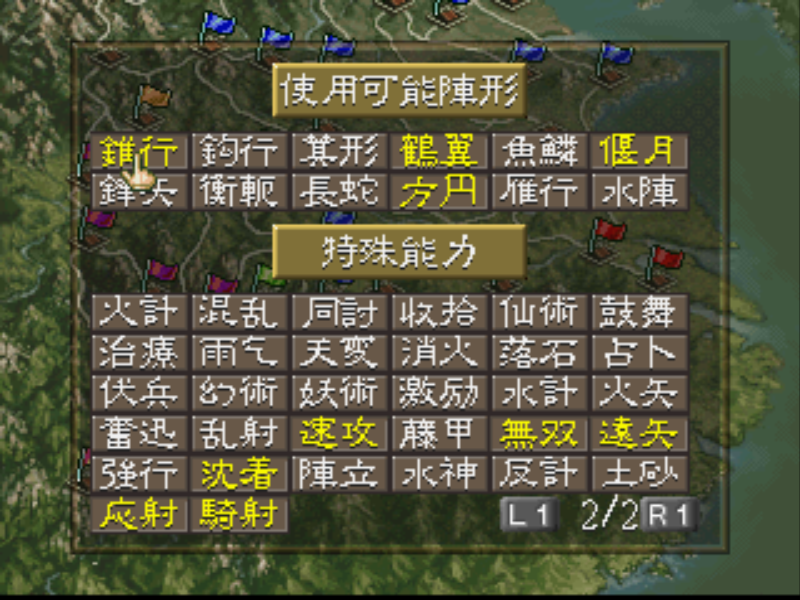 使用可能陣形
錐行 鈎行 箕形 鶴翼 魚鱗 偃月
鋒矢 衝軛 長蛇 方円 雁行 水陣
特殊能力
火計 混乱 同討 収拾 仙術 鼓舞
治療 雨乞 天変 消火 落石 占卜
伏兵 幻術 妖術 激励 水計 火矢
奮迅 乱射 速攻 藤甲 無双 遠矢
強行 沈着 陣立 水神 反計 土砂
応射 騎射
L1 2/2 R1